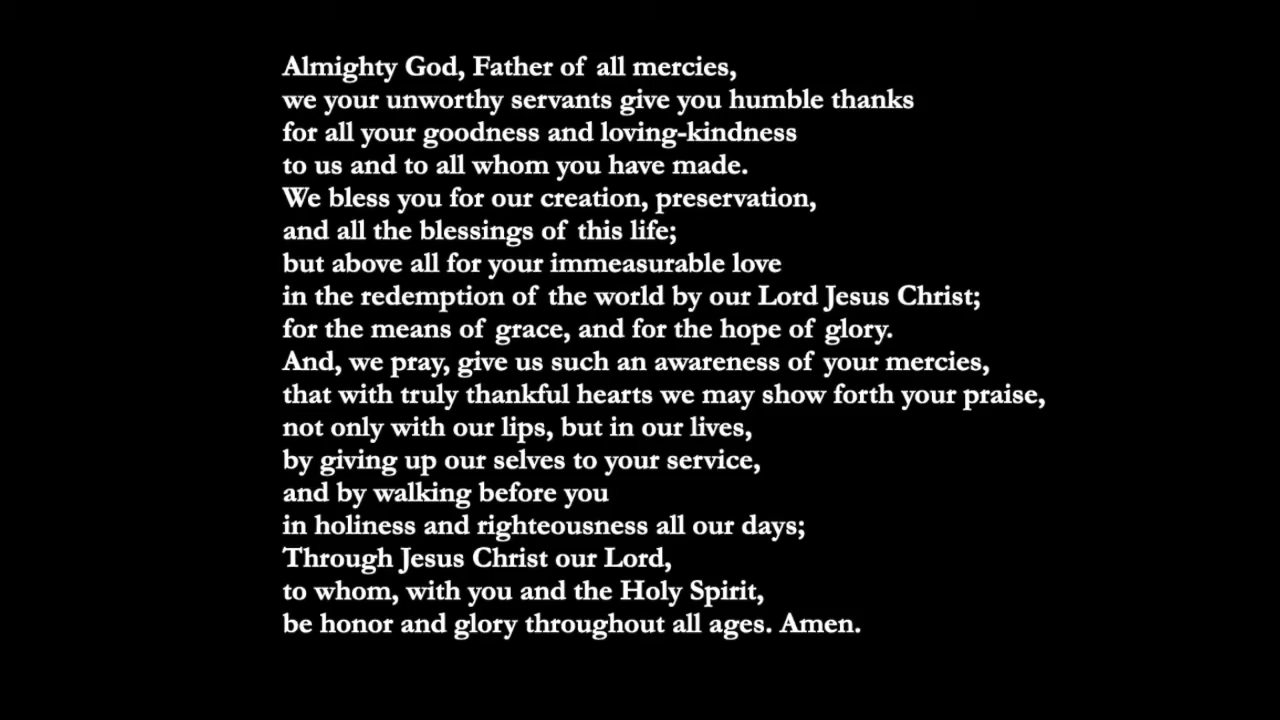 Almighty God, Father of all mercies,
we your unworthy servants give you humble thanks
for all your goodness and loving-kindness
to us and to all whom you have made.
We bless you for our creation, preservation,
and all the blessings of this life;
but above all for your immeasurable love
in the redemption of the world by our Lord Jesus Christ;
for the means of grace, and for the hope of glory.
And, we pray, give us such an awareness of your mercies,
that with truly thankful hearts we may show forth your praise,
not only with our lips, but in our lives,
by giving up our selves to your service,
and by walking before you
in holiness and righteousness all our days;
Through Jesus Christ our Lord,
to whom, with you and the Holy Spirit,
be honor and glory throughout all ages. Amen.